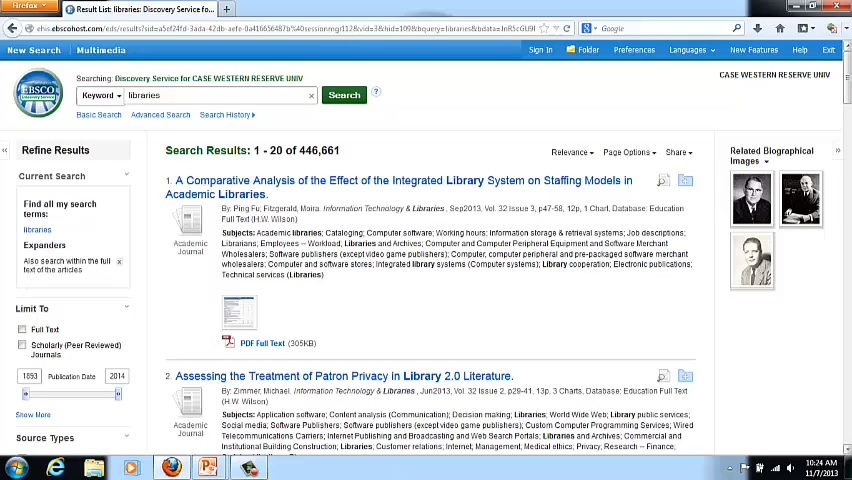 Firefox
Result List: libraries: Discovery Service fo...
ehis.ebscohost.com
Google
New Search Multimedia Sign In Folder Preferences Languages New Features Help Exit
Searching: Discovery Service for CASE WESTERN RESERVE UNIV
CASE WESTERN RESERVE UNIV
EBSCO
Discovery Service
Keyword libraries Search
Basic Search Advanced Search Search History
Refine Results
Current Search
Find all my search
terms:
libraries
Expanders
Also search within the full
text of the articles
Limit To
Full Text
Scholarly (Peer Reviewed)
Journals
1893 Publication Date 2014
Show More
Source Types
Search Results: 1 - 20 of 446,661
Relevance Page Options Share
1. A Comparative Analysis of the Effect of the Integrated Library System on Staffing Models in
Academic Libraries.
By: Ping Fu; Fitzgerald, Moira. Information Technology & Libraries , Sep2013, Vol. 32 Issue 3, p47-58, 12p, 1 Chart, Database: Education
Full Text (H.W. Wilson)
Academic
Journal
Subjects: Academic libraries; Cataloging; Computer software; Working hours; Information storage & retrieval systems; Job descriptions;
Librarians; Employees -- Workload; Libraries and Archives; Computer and Computer Peripheral Equipment and Software Merchant
Wholesalers; Software publishers (except video game publishers); Computer, computer peripheral and pre-packaged software merchant
wholesalers; Computer and software stores; Integrated library systems (Computer systems); Library cooperation; Electronic publications;
Technical services (Libraries)
PDF Full Text (305KB)
2. Assessing the Treatment of Patron Privacy in Library 2.0 Literature.
By: Zimmer, Michael. Information Technology & Libraries , Jun2013, Vol. 32 Issue 2, p29-41, 13p, 3 Charts, Database: Education Full Text
(H.W. Wilson)
Academic
Journal
Subjects: Application software; Content analysis (Communication); Decision making; Libraries; World Wide Web; Library public services;
Social media; Software Publishers; Software publishers (except video game publishers); Custom Computer Programming Services; Wired
Telecommunications Carriers; Internet Publishing and Broadcasting and Web Search Portals; Libraries and Archives; Commercial and
Institutional Building Construction; Libraries; Customer relations; Internet; Management; Medical ethics; Privacy; Research -- Finance;
Related Biographical
Images
10:24 AM
11/7/2013